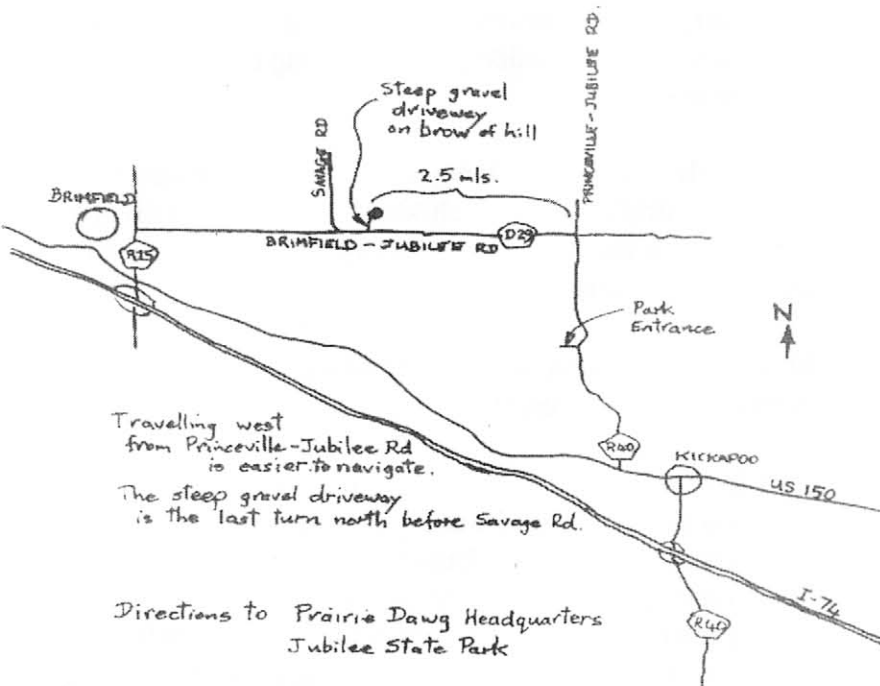 PRINCEVILLE-JUBILEE RD.
Steep gravel
driveway
on brow of hill
SAVAGE RD
2.5 mls.
BRIMFIELD
BRIMFIELD-JUBILEE RD
D29
R25
Park
Entrance
N
Travelling west
from Princeville-Jubilee Rd
is easier to navigate.
The steep gravel driveway
is the last turn north before Savage Rd.
R40
KICKAPOO
US 150
I-74
R40
Directions to Prairie Dawg Headquarters
Jubilee State Park